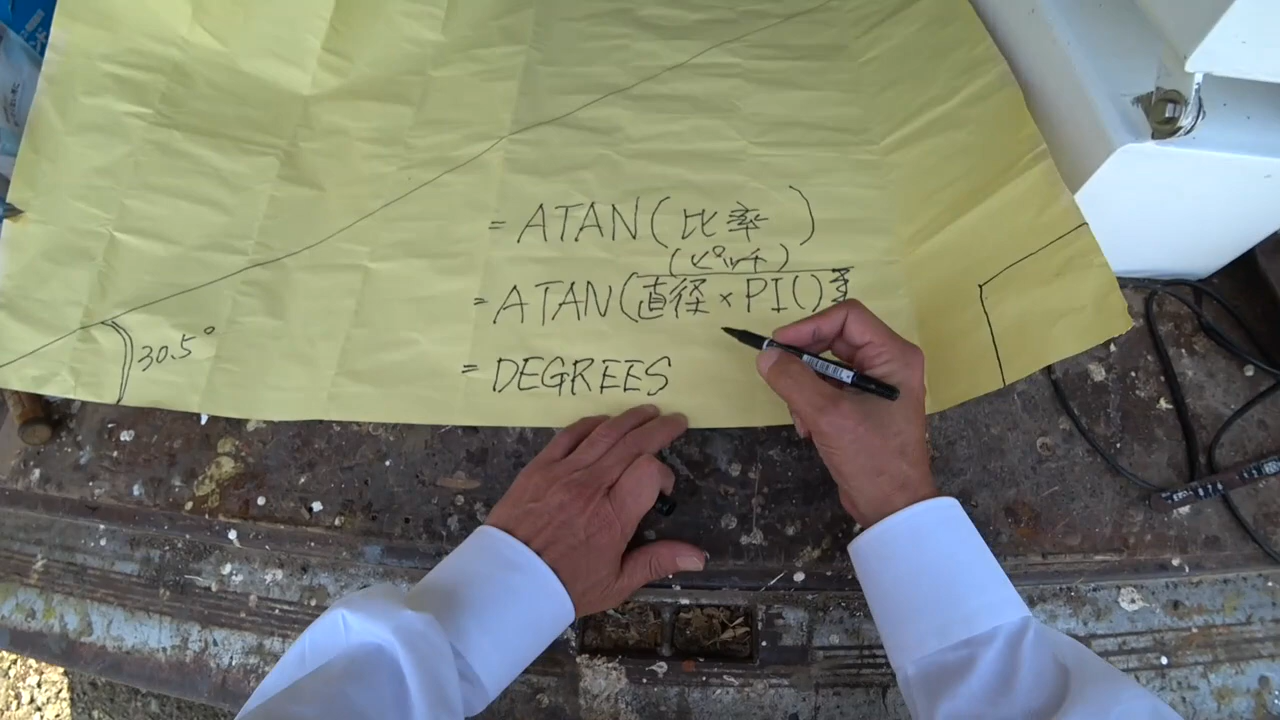 = ATAN(比率)
(ピッチ)
= ATAN(直径×PI()
30.5°
= DEGREES